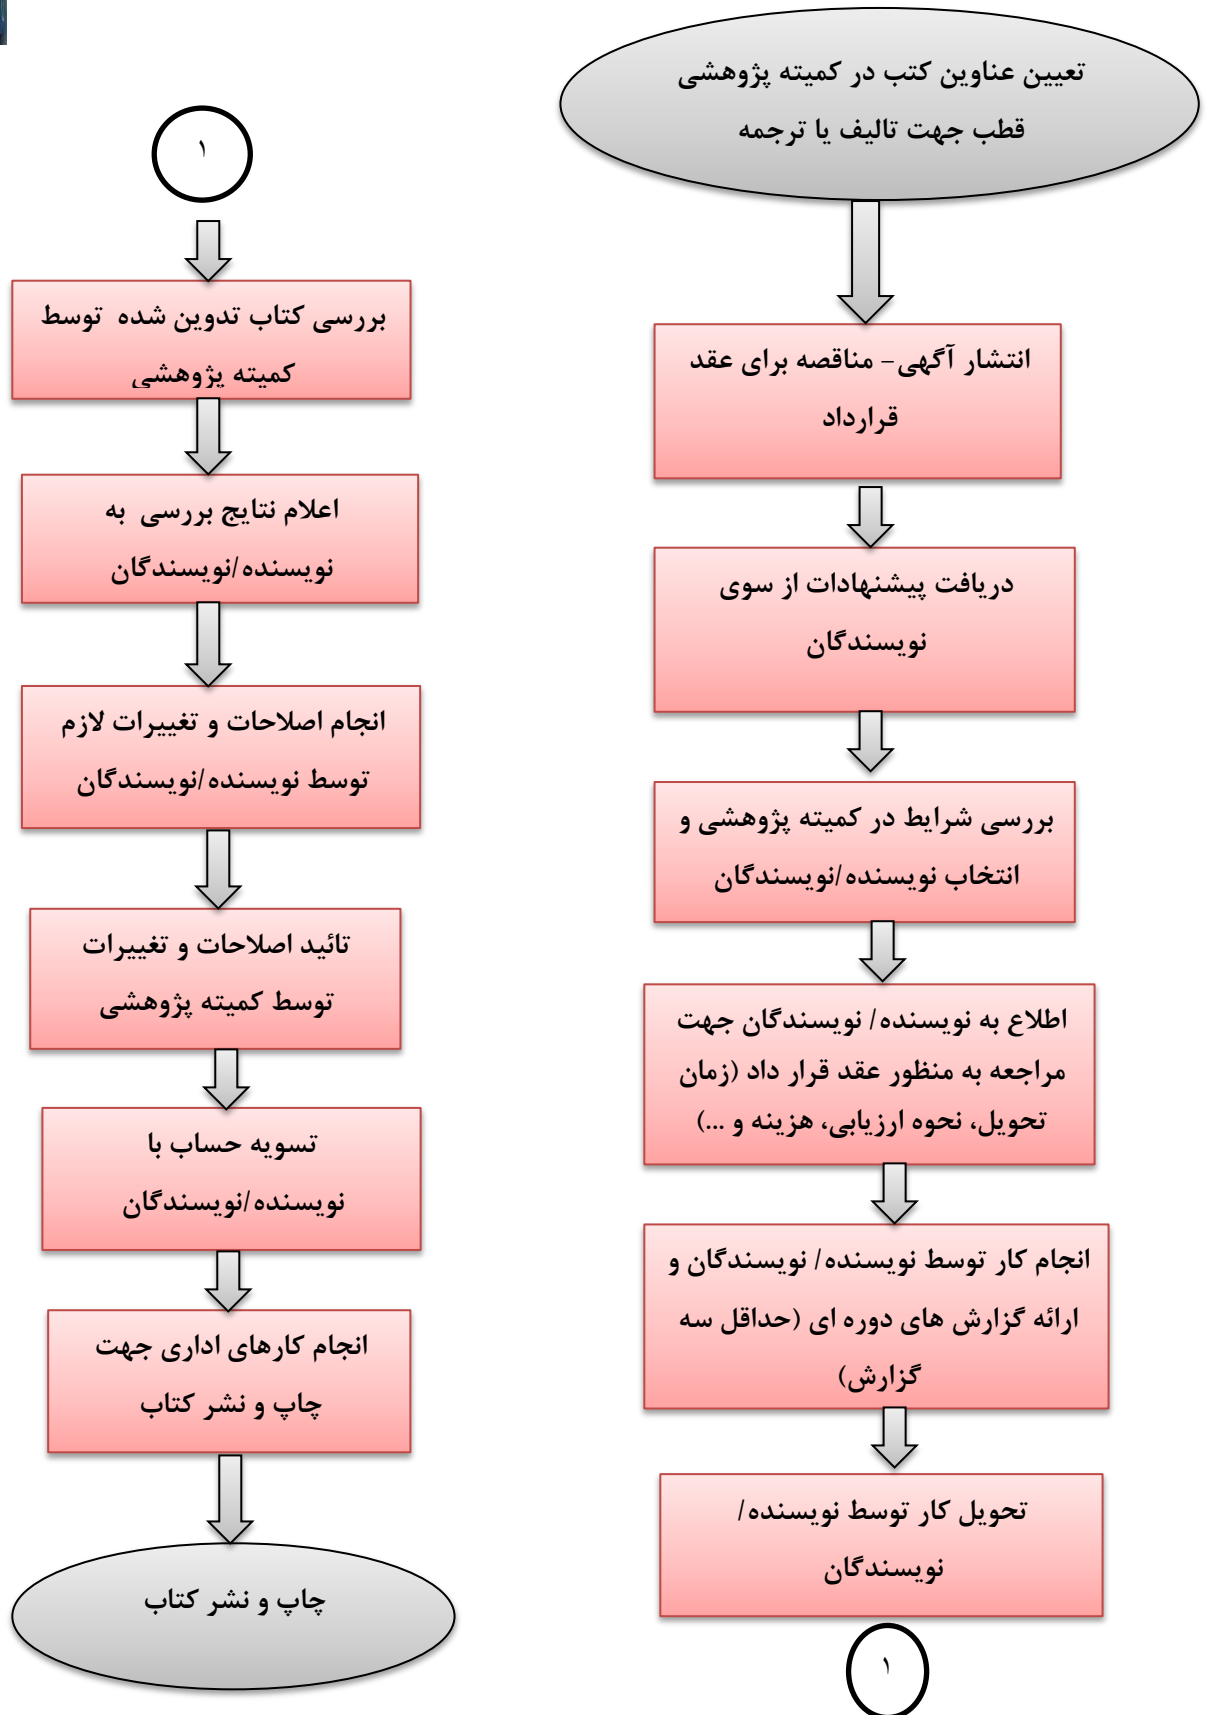 تعیین عناوین کتب در کمیته پژوهشی
قطب جهت تالیف یا ترجمه
انتشار آگهی- مناقصه برای عقد
قرارداد
دریافت پیشنهادات از سوی
نویسندگان
بررسی شرایط در کمیته پژوهشی و
انتخاب نویسنده/نویسندگان
اطلاع به نویسنده/ نویسندگان جهت
مراجعه به منظور عقد قرار داد (زمان
تحویل، نحوه ارزیابی، هزینه و ...)
انجام کار توسط نویسنده/ نویسندگان و
ارائه گزارش های دوره ای (حداقل سه
گزارش)
تحویل کار توسط نویسنده/
نویسندگان
۱
۱
بررسی کتاب تدوین شده توسط
کمیته پژوهشی
اعلام نتایج بررسی به
نویسنده/نویسندگان
انجام اصلاحات و تغییرات لازم
توسط نویسنده/نویسندگان
تائید اصلاحات و تغییرات
توسط کمیته پژوهشی
تسویه حساب با
نویسنده/نویسندگان
انجام کارهای اداری جهت
چاپ و نشر کتاب
چاپ و نشر کتاب